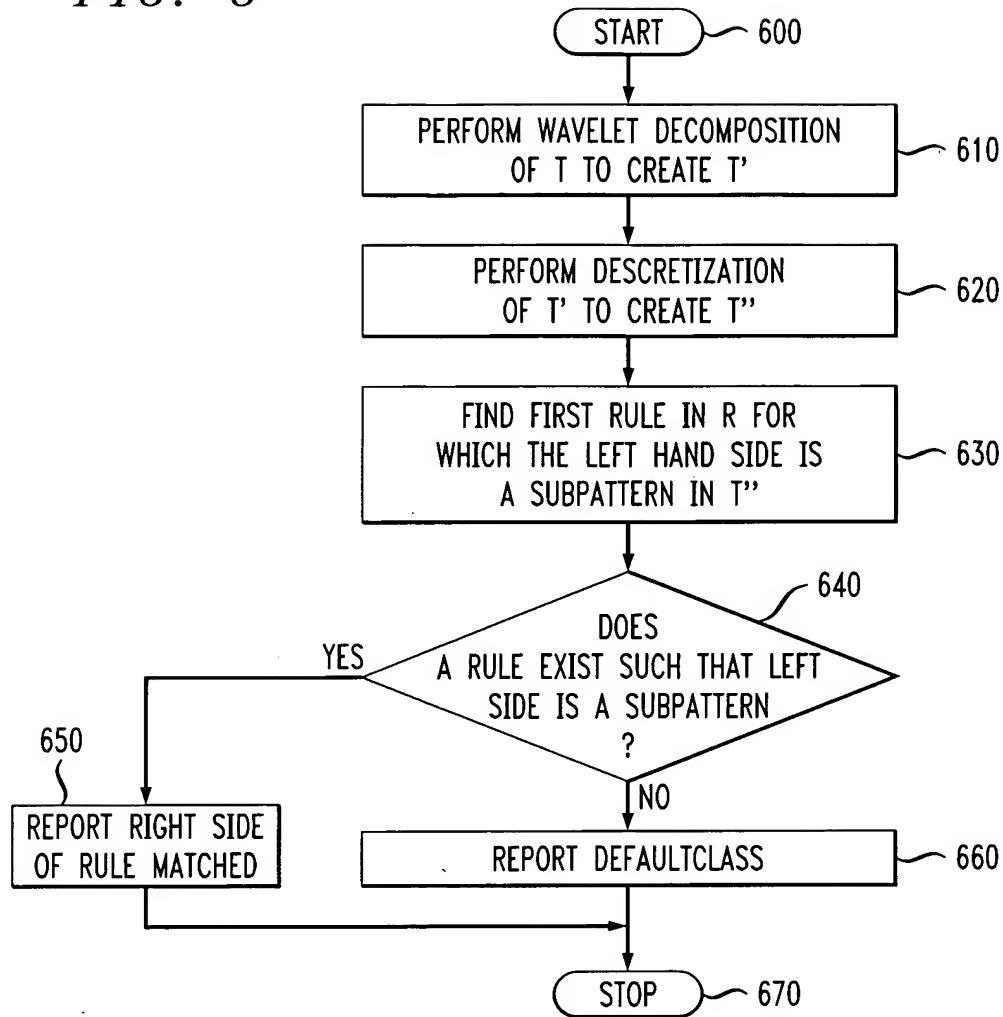 FIG.
START
600
PERFORM WAVELET DECOMPOSITION
OF T TO CREATE T'
610
PERFORM DESCRETIZATION
OF T' TO CREATE T''
620
FIND FIRST RULE IN R FOR
WHICH THE LEFT HAND SIDE IS
A SUBPATTERN IN T''
630
640
DOES
A RULE EXIST SUCH THAT LEFT
SIDE IS A SUBPATTERN
?
YES
NO
650
REPORT RIGHT SIDE
OF RULE MATCHED
REPORT DEFAULTCLASS
660
STOP
670